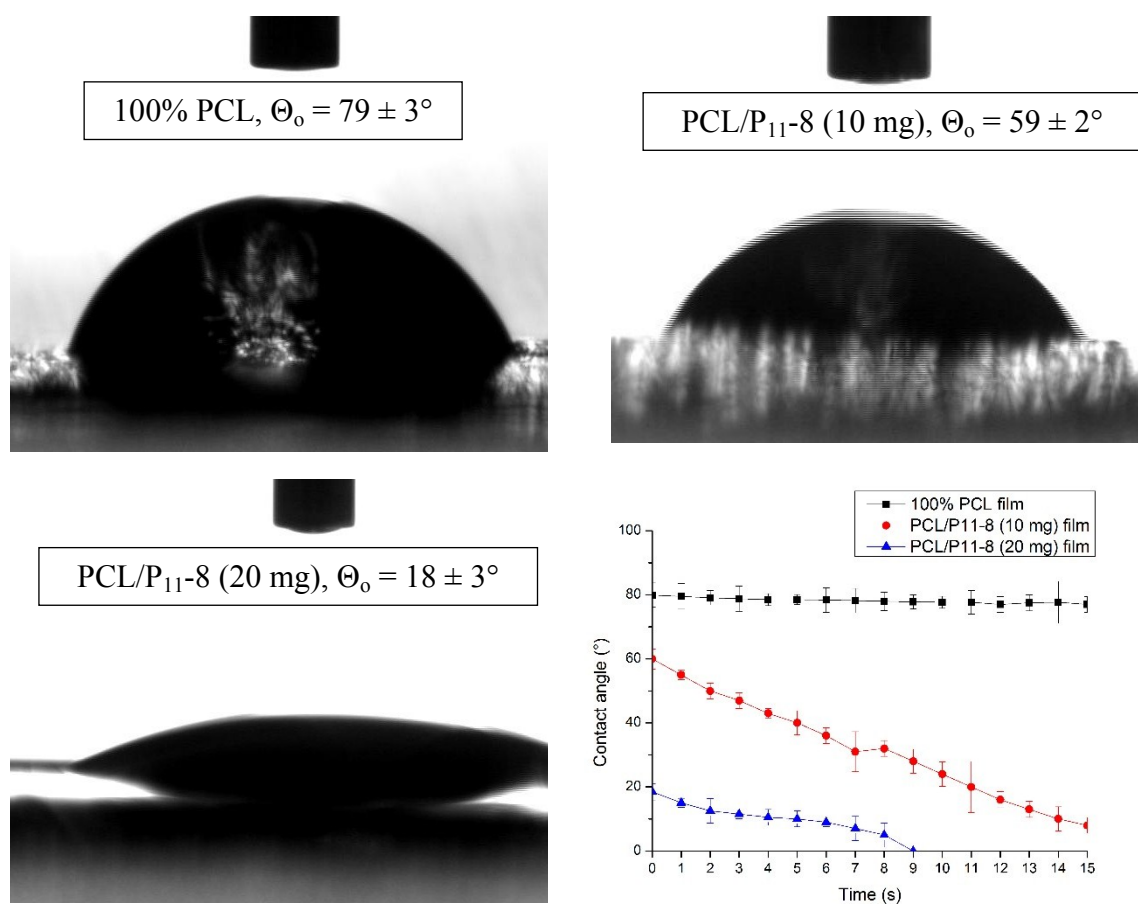 100% PCL, Θₒ = 79 ± 3°
PCL/P₁₁-8 (10 mg), Θₒ = 59 ± 2°
PCL/P₁₁-8 (20 mg), Θₒ = 18 ± 3°
100% PCL film
PCL/P11-8 (10 mg) film
PCL/P11-8 (20 mg) film
Contact angle (°)
100
80
60
40
20
0
0 1 2 3 4 5 6 7 8 9 10 11 12 13 14 15
Time (s)